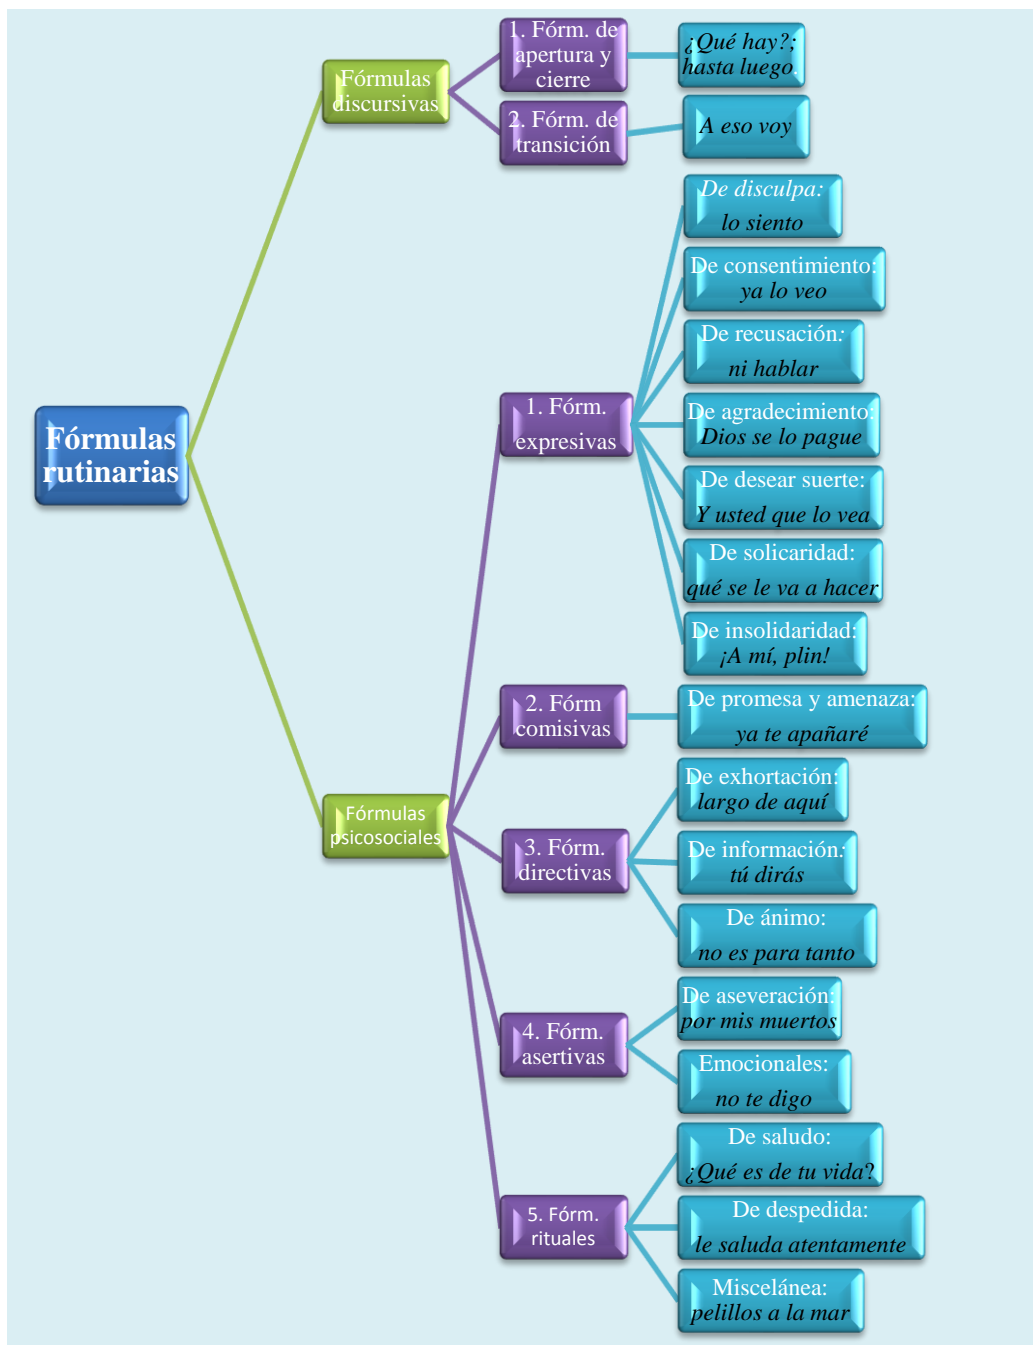 Fórmulas
rutinarias
Fórmulas
discursivas
1. Fórm. de
apertura y
cierre
¿Qué hay?;
hasta luego.
2. Fórm. de
transición
A eso voy
Fórmulas
psicosociales
1. Fórm.
expresivas
De disculpa:
lo siento
De consentimiento:
ya lo veo
De recusación:
ni hablar
De agradecimiento:
Dios se lo pague
De desear suerte:
Y usted que lo vea
De solicaridad:
qué se le va a hacer
De insolidaridad:
¡A mí, plin!
2. Fórm
comisivas
De promesa y amenaza:
ya te apañaré
3. Fórm.
directivas
De exhortación:
largo de aquí
De información:
tú dirás
De ánimo:
no es para tanto
4. Fórm.
asertivas
De aseveración:
por mis muertos
Emocionales:
no te digo
5. Fórm.
rituales
De saludo:
¿Qué es de tu vida?
De despedida:
le saluda atentamente
Miscelánea:
pelillos a la mar